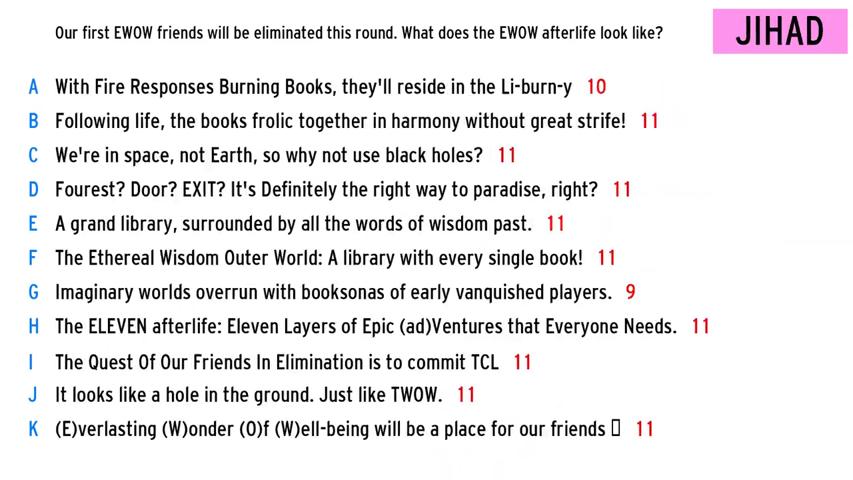 Our first EWOW friends will be eliminated this round. What does the EWOW afterlife look like?
JIHAD
A With Fire Responses Burning Books, they'll reside in the Li-burn-y 10
B Following life, the books frolic together in harmony without great strife! 11
C We're in space, not Earth, so why not use black holes? 11
D Fourest? Door? EXIT? It's Definitely the right way to paradise, right? 11
E A grand library, surrounded by all the words of wisdom past. 11
F The Ethereal Wisdom Outer World: A library with every single book! 11
G Imaginary worlds overrun with booksonas of early vanquished players. 9
H The ELEVEN afterlife: Eleven Layers of Epic (ad)Ventures that Everyone Needs. 11
I The Quest Of Our Friends In Elimination is to commit TCL 11
J It looks like a hole in the ground. Just like TWOW. 11
K (E)verlasting (W)onder (O)f (W)ell-being will be a place for our friends 11